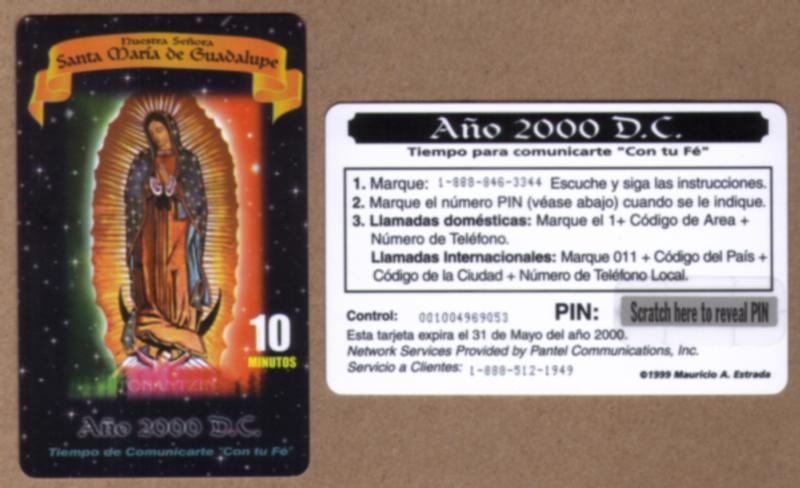 Nuestra Señora
Santa María de Guadalupe
10
MINUTOS
TONANTZIN
Año 2000 D.C.
Tiempo de Comunicarte "Con tu Fé"
Año 2000 D.C.
Tiempo para comunicarte "Con tu Fé"
1. Marque: 1-888-846-3344 Escuche y siga las instrucciones.
2. Marque el número PIN (véase abajo) cuando se le indique.
3. Llamadas domésticas: Marque el 1+ Código de Area +
Número de Teléfono.
Llamadas Internacionales: Marque 011 + Código del País +
Código de la Ciudad + Número de Teléfono Local.
Control: 001004969053 PIN: Scratch here to reveal PIN
Esta tarjeta expira el 31 de Mayo del año 2000.
Network Services Provided by Pantel Communications, Inc.
Servicio a Clientes: 1-888-512-1949
©1999 Mauricio A. Estrada